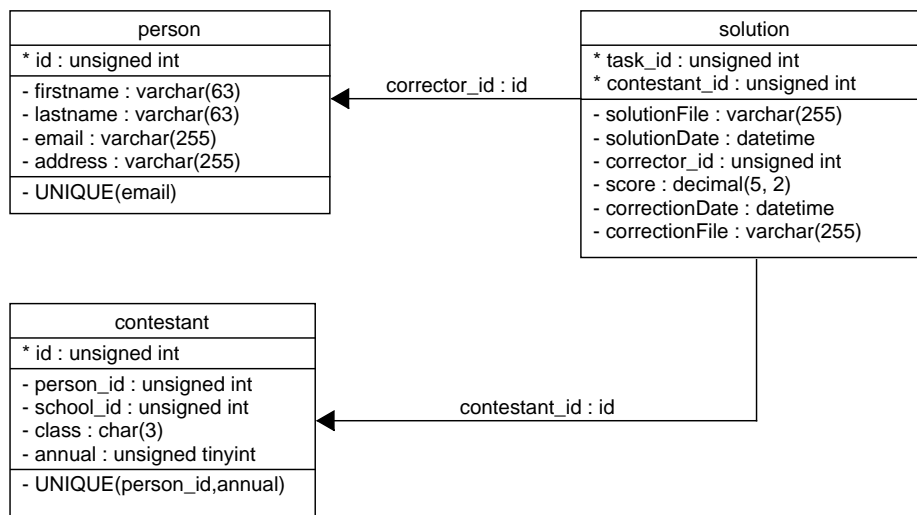 person
* id : unsigned int
- firstname : varchar(63)
- lastname : varchar(63)
- email : varchar(255)
- address : varchar(255)
- UNIQUE(email)
corrector_id : id
solution
* task_id : unsigned int
* contestant_id : unsigned int
- solutionFile : varchar(255)
- solutionDate : datetime
- corrector_id : unsigned int
- score : decimal(5, 2)
- correctionDate : datetime
- correctionFile : varchar(255)
contestant
* id : unsigned int
- person_id : unsigned int
- school_id : unsigned int
- class : char(3)
- annual : unsigned tinyint
- UNIQUE(person_id,annual)
contestant_id : id